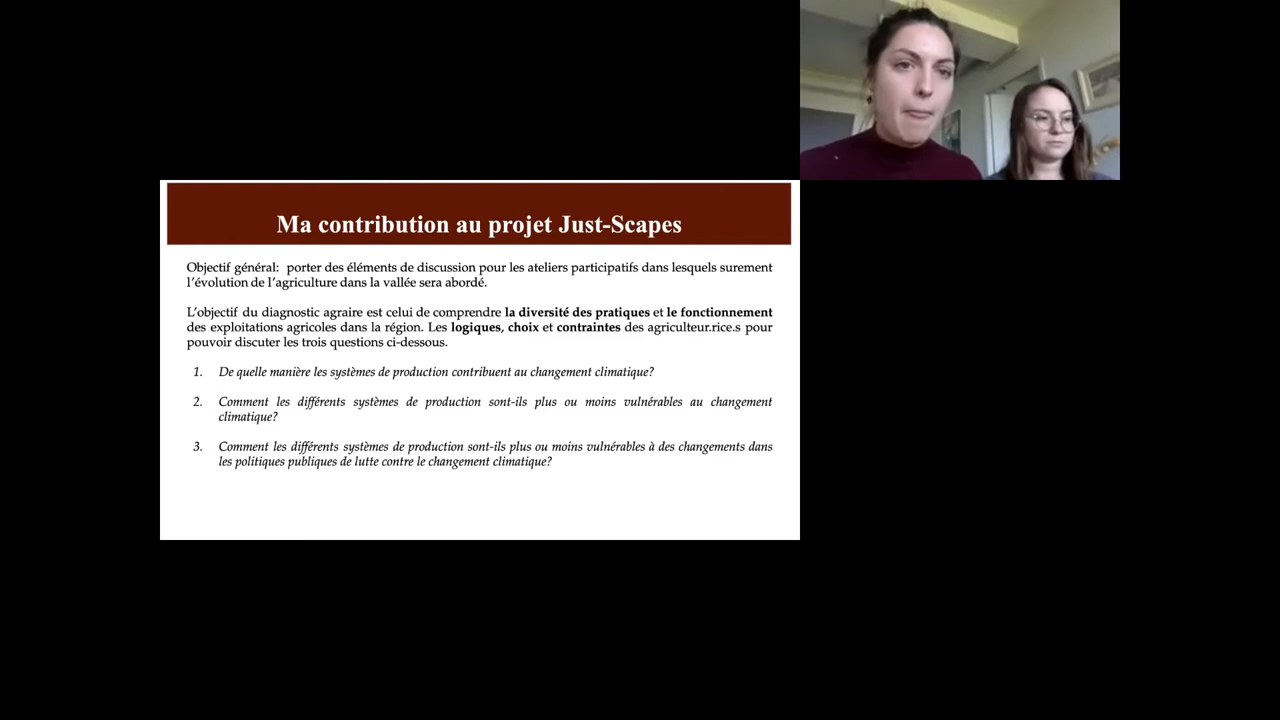 Ma contribution au projet Just-Scapes
Objectif général: porter des éléments de discussion pour les ateliers participatifs dans lesquels surement
l'évolution de l'agriculture dans la vallée sera abordé.
L'objectif du diagnostic agraire est celui de comprendre la diversité des pratiques et le fonctionnement
des exploitations agricoles dans la région. Les logiques, choix et contraintes des agriculteur.rice.s pour
pouvoir discuter les trois questions ci-dessous.
1. De quelle manière les systèmes de production contribuent au changement climatique?
2. Comment les différents systèmes de production sont-ils plus ou moins vulnérables au changement
climatique?
3. Comment les différents systèmes de production sont-ils plus ou moins vulnérables à des changements dans
les politiques publiques de lutte contre le changement climatique?